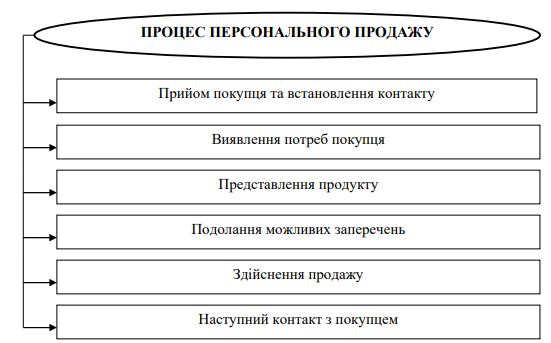 ПРОЦЕС ПЕРСОНАЛЬНОГО ПРОДАЖУ
Прийом покупця та встановлення контакту
Виявлення потреб покупця
Представлення продукту
Подолання можливих заперечень
Здійснення продажу
Наступний контакт з покупцем